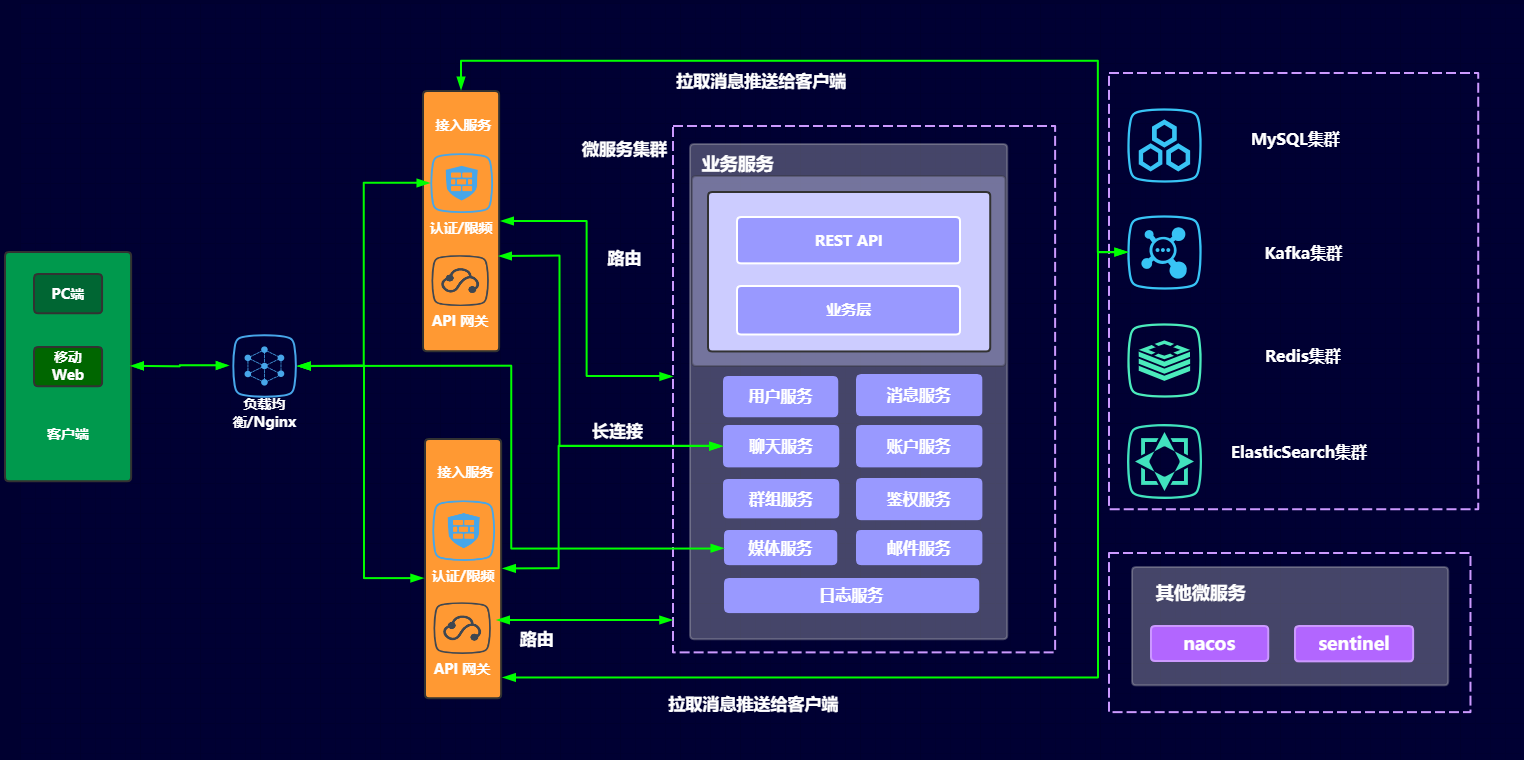 拉取消息推送给客户端
接入服务
认证/限频
API 网关
PC端
移动
Web
客户端
负载均
衡/Nginx
接入服务
认证/限频
API 网关
路由
长连接
路由
微服务集群
业务服务
REST API
业务层
用户服务
消息服务
聊天服务
账户服务
群组服务
鉴权服务
媒体服务
邮件服务
日志服务
拉取消息推送给客户端
MySQL集群
Kafka集群
Redis集群
ElasticSearch集群
其他微服务
nacos
sentinel